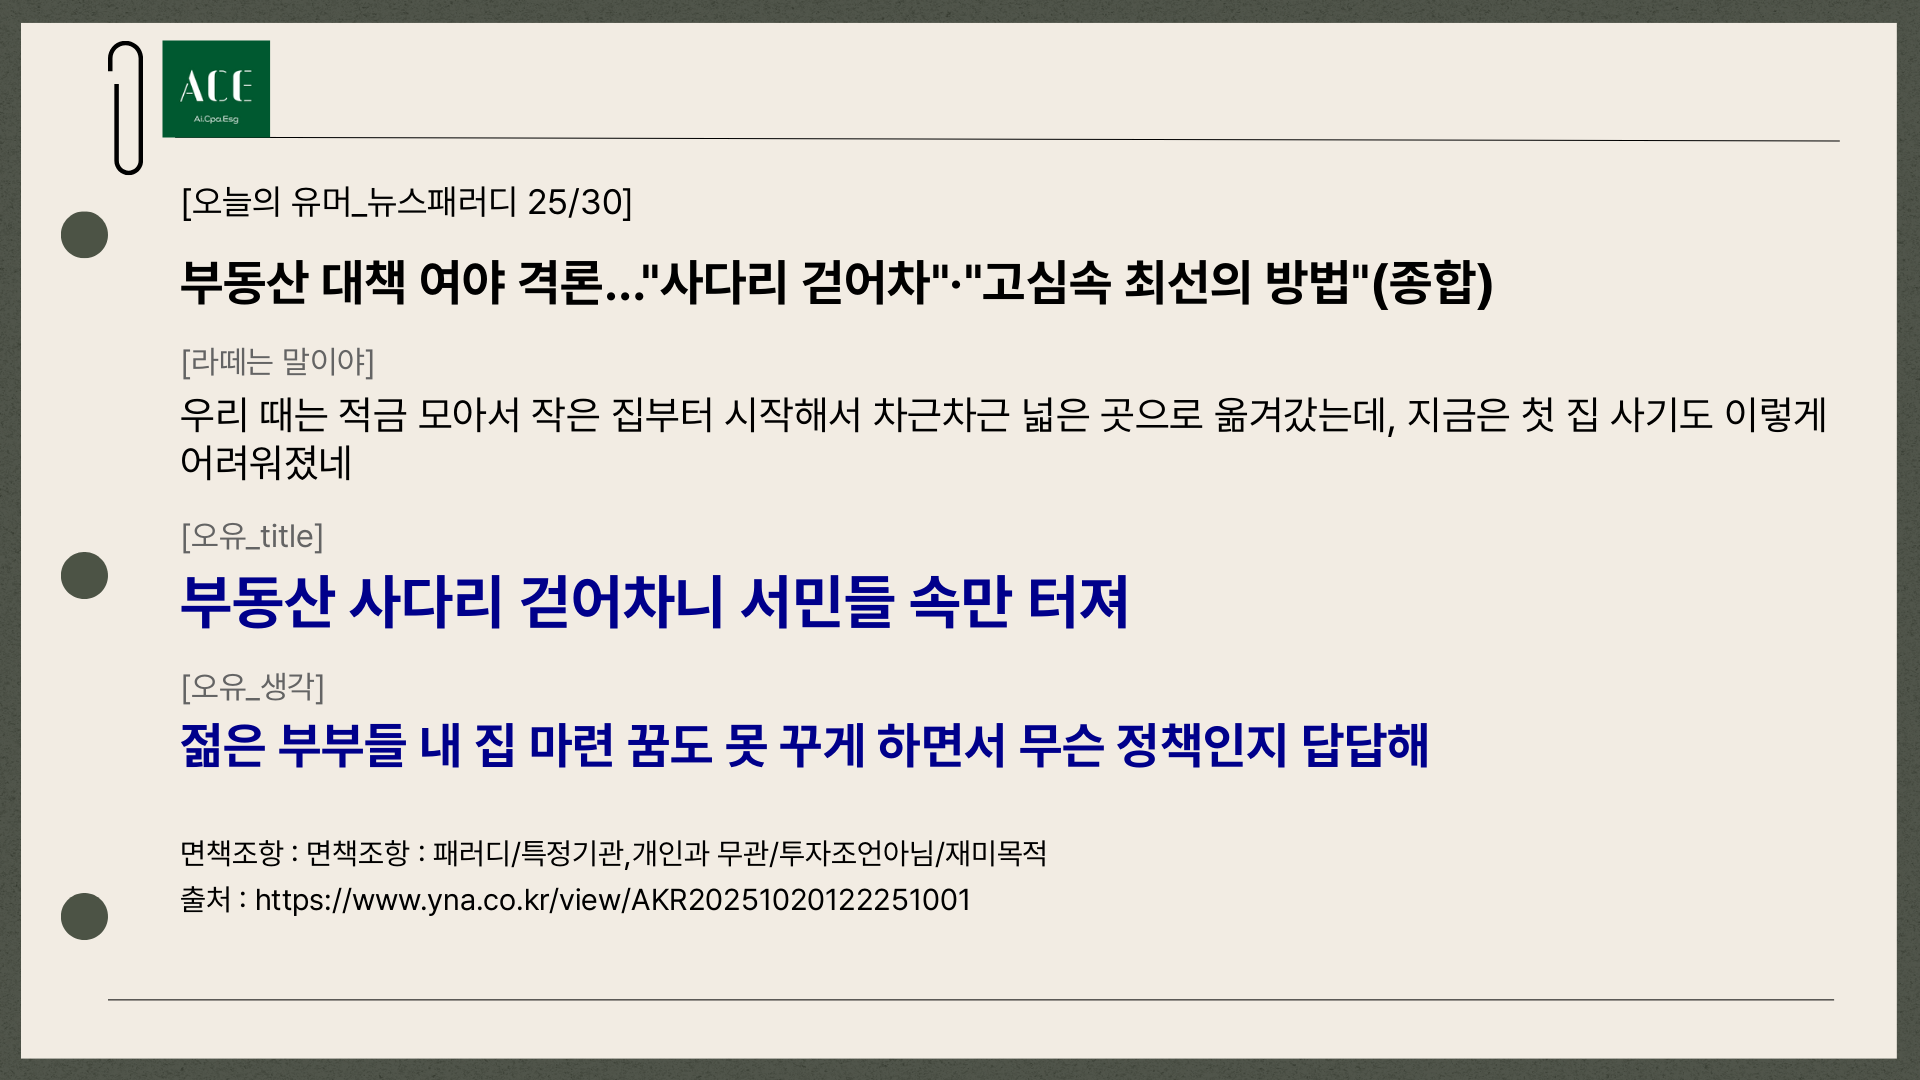 ACE
Ai.Cpa.Esg
[오늘의 유머_뉴스패러디 25/30]
부동산 대책 여야 격론..."사다리 걷어차"·"고심속 최선의 방법"(종합)
[라떼는 말이야]
우리 때는 적금 모아서 작은 집부터 시작해서 차근차근 넓은 곳으로 옮겨갔는데, 지금은 첫 집 사기도 이렇게
어려워졌네
[오유_title]
부동산 사다리 걷어차니 서민들 속만 터져
[오유_생각]
젊은 부부들 내 집 마련 꿈도 못 꾸게 하면서 무슨 정책인지 답답해
면책조항 : 면책조항 : 패러디/특정기관,개인과 무관/투자조언아님/재미목적
출처 : https://www.yna.co.kr/view/AKR20251020122251001